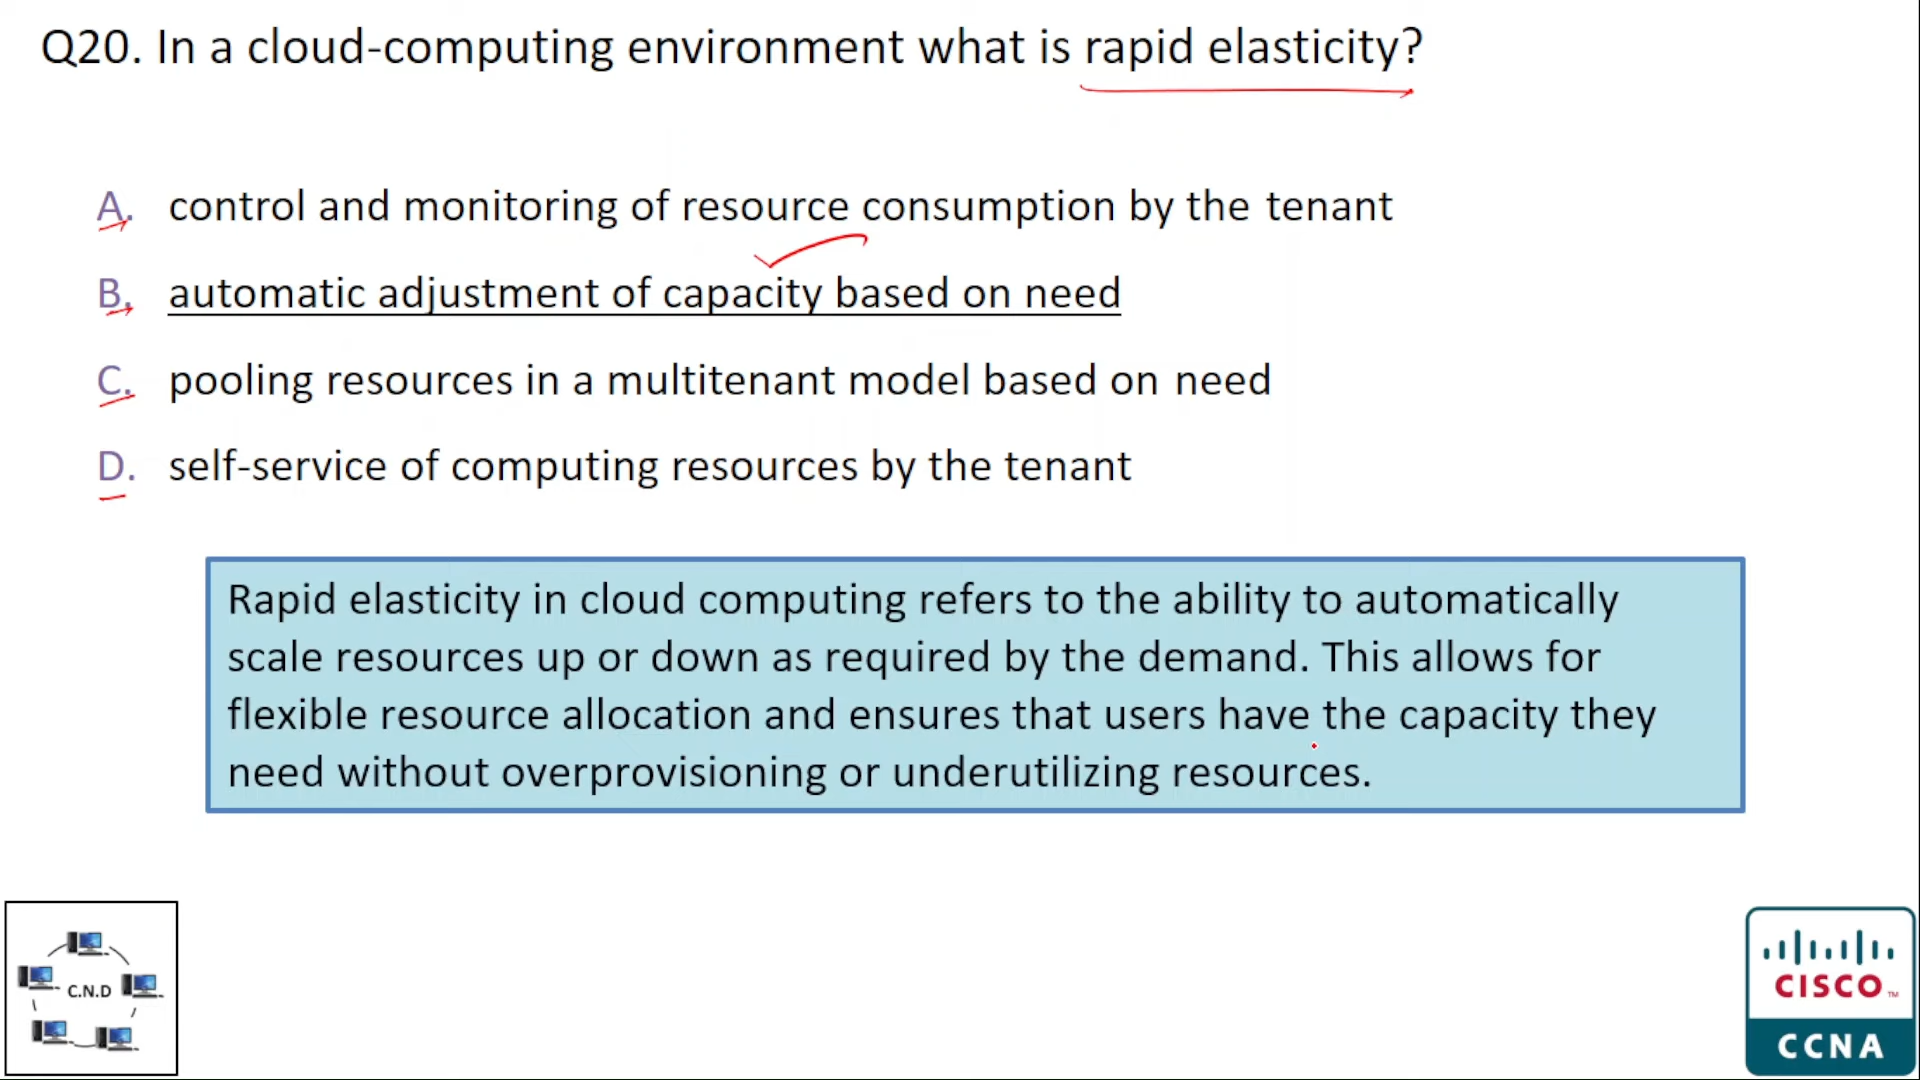 Q20. In a cloud-computing environment what is rapid elasticity?
A. control and monitoring of resource consumption by the tenant
B. automatic adjustment of capacity based on need
C. pooling resources in a multitenant model based on need
D. self-service of computing resources by the tenant
Rapid elasticity in cloud computing refers to the ability to automatically
scale resources up or down as required by the demand. This allows for
flexible resource allocation and ensures that users have the capacity they
need without overprovisioning or underutilizing resources.
C.N.D
CISCO™
CCNA